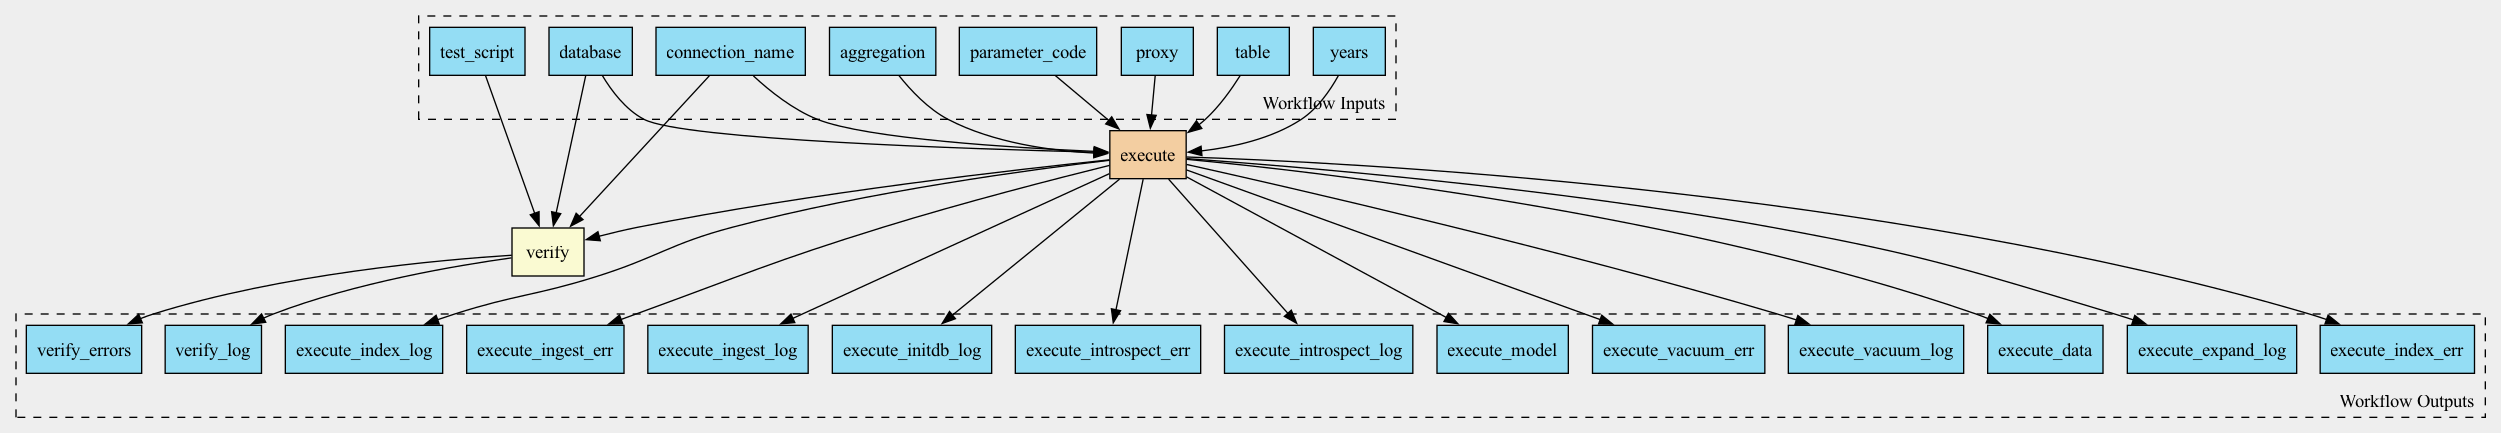 test_script
database
connection_name
aggregation
parameter_code
proxy
table
years
Workflow Inputs
execute
verify
verify_errors
verify_log
execute_index_log
execute_ingest_err
execute_ingest_log
execute_initdb_log
execute_introspect_err
execute_introspect_log
execute_model
execute_vacuum_err
execute_vacuum_log
execute_data
execute_expand_log
execute_index_err
Workflow Outputs